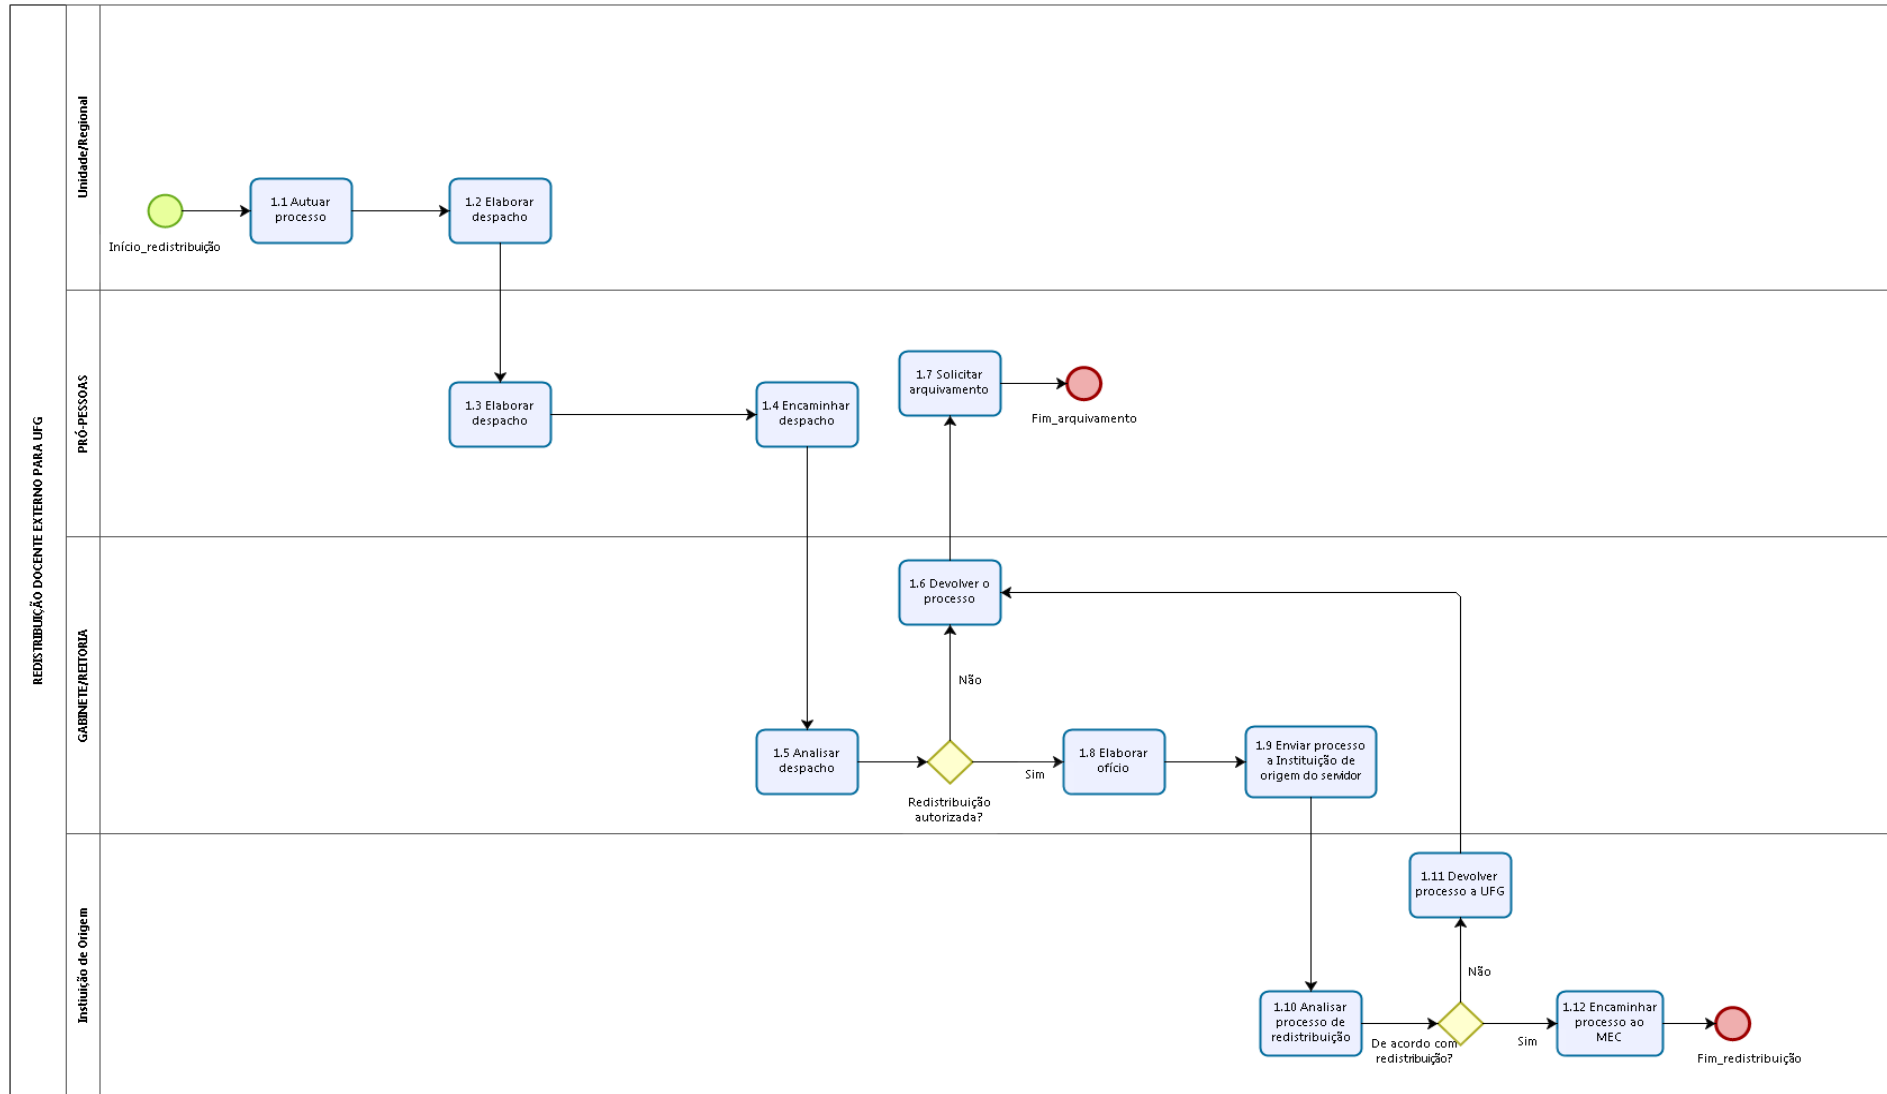 REDISTRIBUIÇÃO DOCENTE EXTERNO PARA UFG
Unidade/Regional
Início_redistribuição
1.1 Autuar
processo
1.2 Elaborar
despacho
PRÓ-PESSOAS
1.3 Elaborar
despacho
1.4 Encaminhar
despacho
1.7 Solicitar
arquivamento
Fim_arquivamento
GABINETE/REITORIA
1.6 Devolver o
processo
Não
1.5 Analisar
despacho
Redistribuição
autorizada?
Sim
1.8 Elaborar
ofício
1.9 Enviar processo
a Instituição de
origem do servidor
Instiuição de Origem
1.11 Devolver
processo a UFG
Não
1.10 Analisar
processo de
redistribuição
De acordo com
redistribuição?
Sim
1.12 Encaminhar
processo ao
MEC
Fim_redistribuição